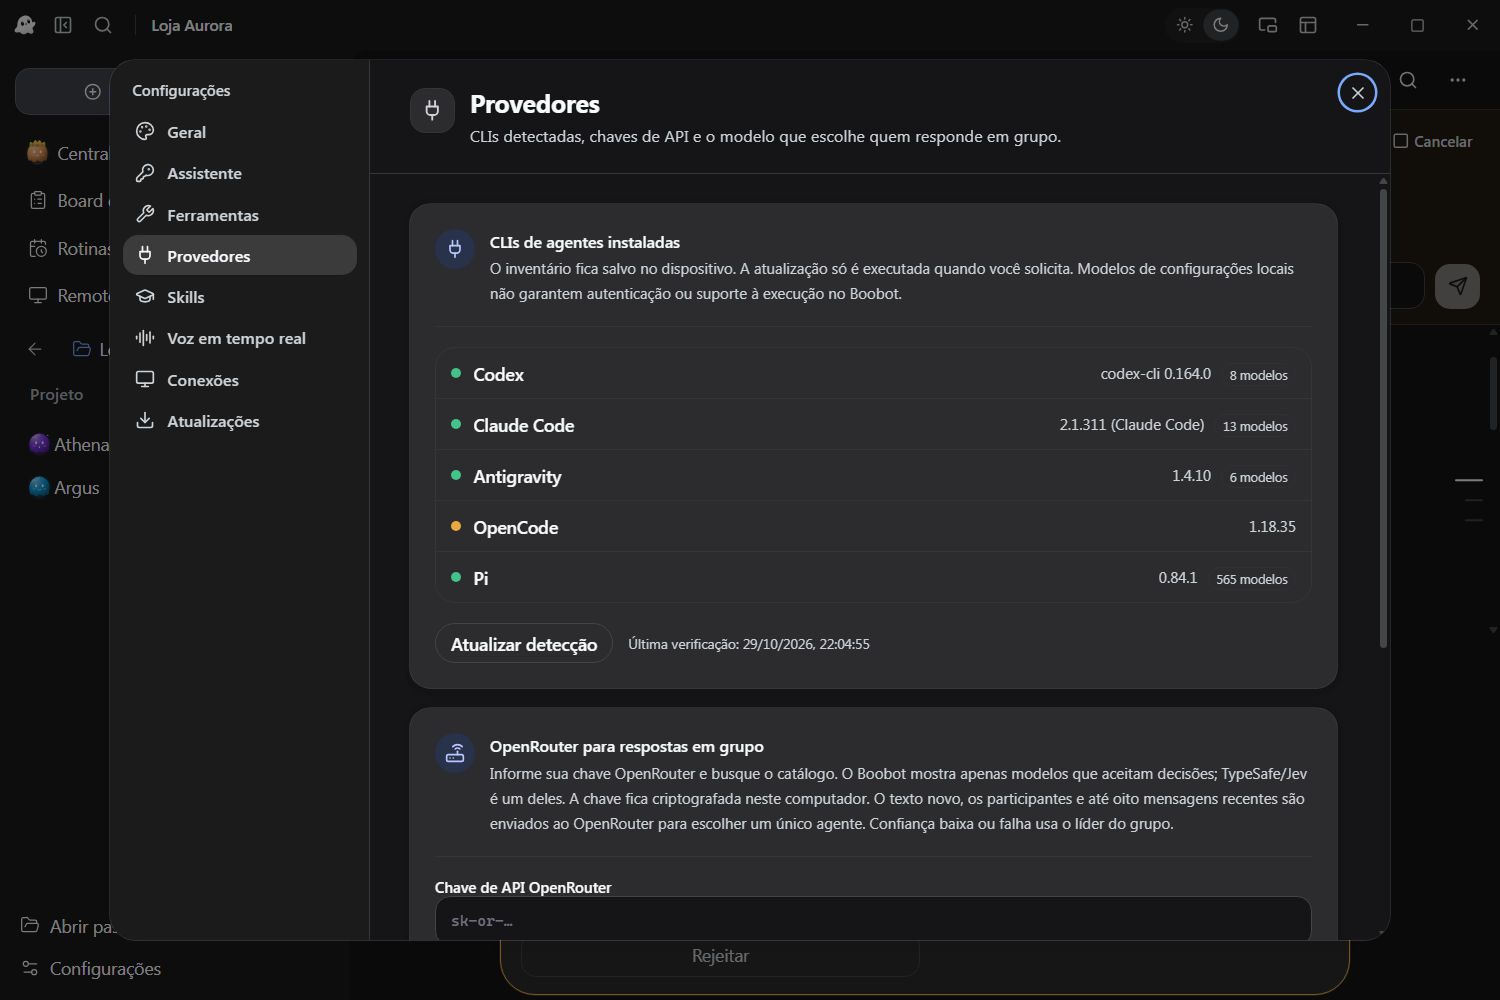 Loja Aurora
Configurações
Geral
Assistente
Ferramentas
Provedores
Skills
Voz em tempo real
Conexões
Atualizações
Central
Board
Rotinas
Projeto
Athena
Argus
Configurações
Provedores
CLIs detectadas, chaves de API e o modelo que escolhe quem responde em grupo.
Cancelar
CLIs de agentes instaladas
O inventário fica salvo no dispositivo. A atualização só é executada quando você solicita. Modelos de configurações locais
não garantem autenticação ou suporte à execução no Boobot.
Codex codex-cli 0.164.0 8 modelos
Claude Code 2.1.311 (Claude Code) 13 modelos
Antigravity 1.4.10 6 modelos
OpenCode 1.18.35
Pi 0.84.1 565 modelos
Atualizar detecção Última verificação: 29/10/2026, 22:04:55
OpenRouter para respostas em grupo
Informe sua chave OpenRouter e busque o catálogo. O Boobot mostra apenas modelos que aceitam decisões; TypeSafe/Jev
é um deles. A chave fica criptografada neste computador. O texto novo, os participantes e até oito mensagens recentes são
enviados ao OpenRouter para escolher um único agente. Confiança baixa ou falha usa o líder do grupo.
Chave de API OpenRouter
sk-or-…
Abrir
Rejeitar